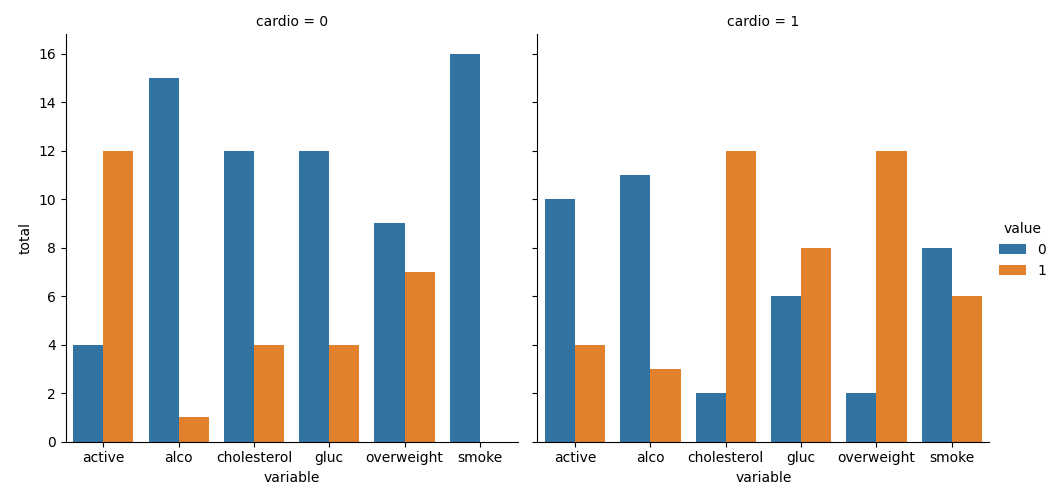 cardio = 0
cardio = 1
16
14
12
10
8
6
4
2
0
total
active alco cholesterol gluc overweight smoke
variable
active alco cholesterol gluc overweight smoke
variable
value
0
1